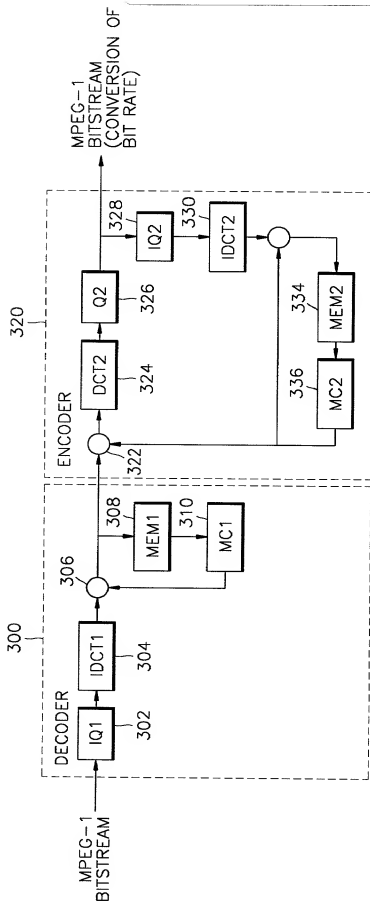 MPEG-1
BITSTREAM
300
DECODER
IQ1
302
IDCT1
304
306
MEM1
308
MC1
310
320
ENCODER
322
DCT2
324
Q2
326
IQ2
328
IDCT2
330
MEM2
334
MC2
336
MPEG-1
BITSTREAM
(CONVERSION OF
BIT RATE)